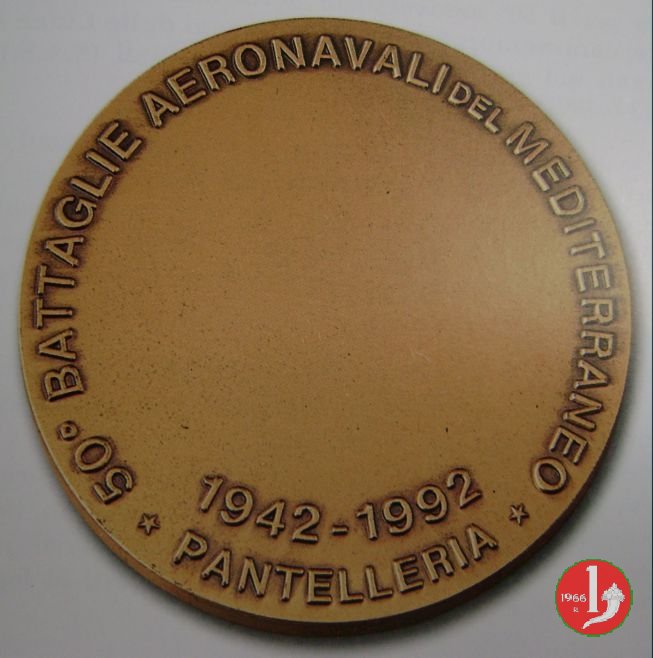 50° BATTAGLIE AERONAVALI DEL MEDITERRANEO
1942-1992
PANTELLERIA
1966